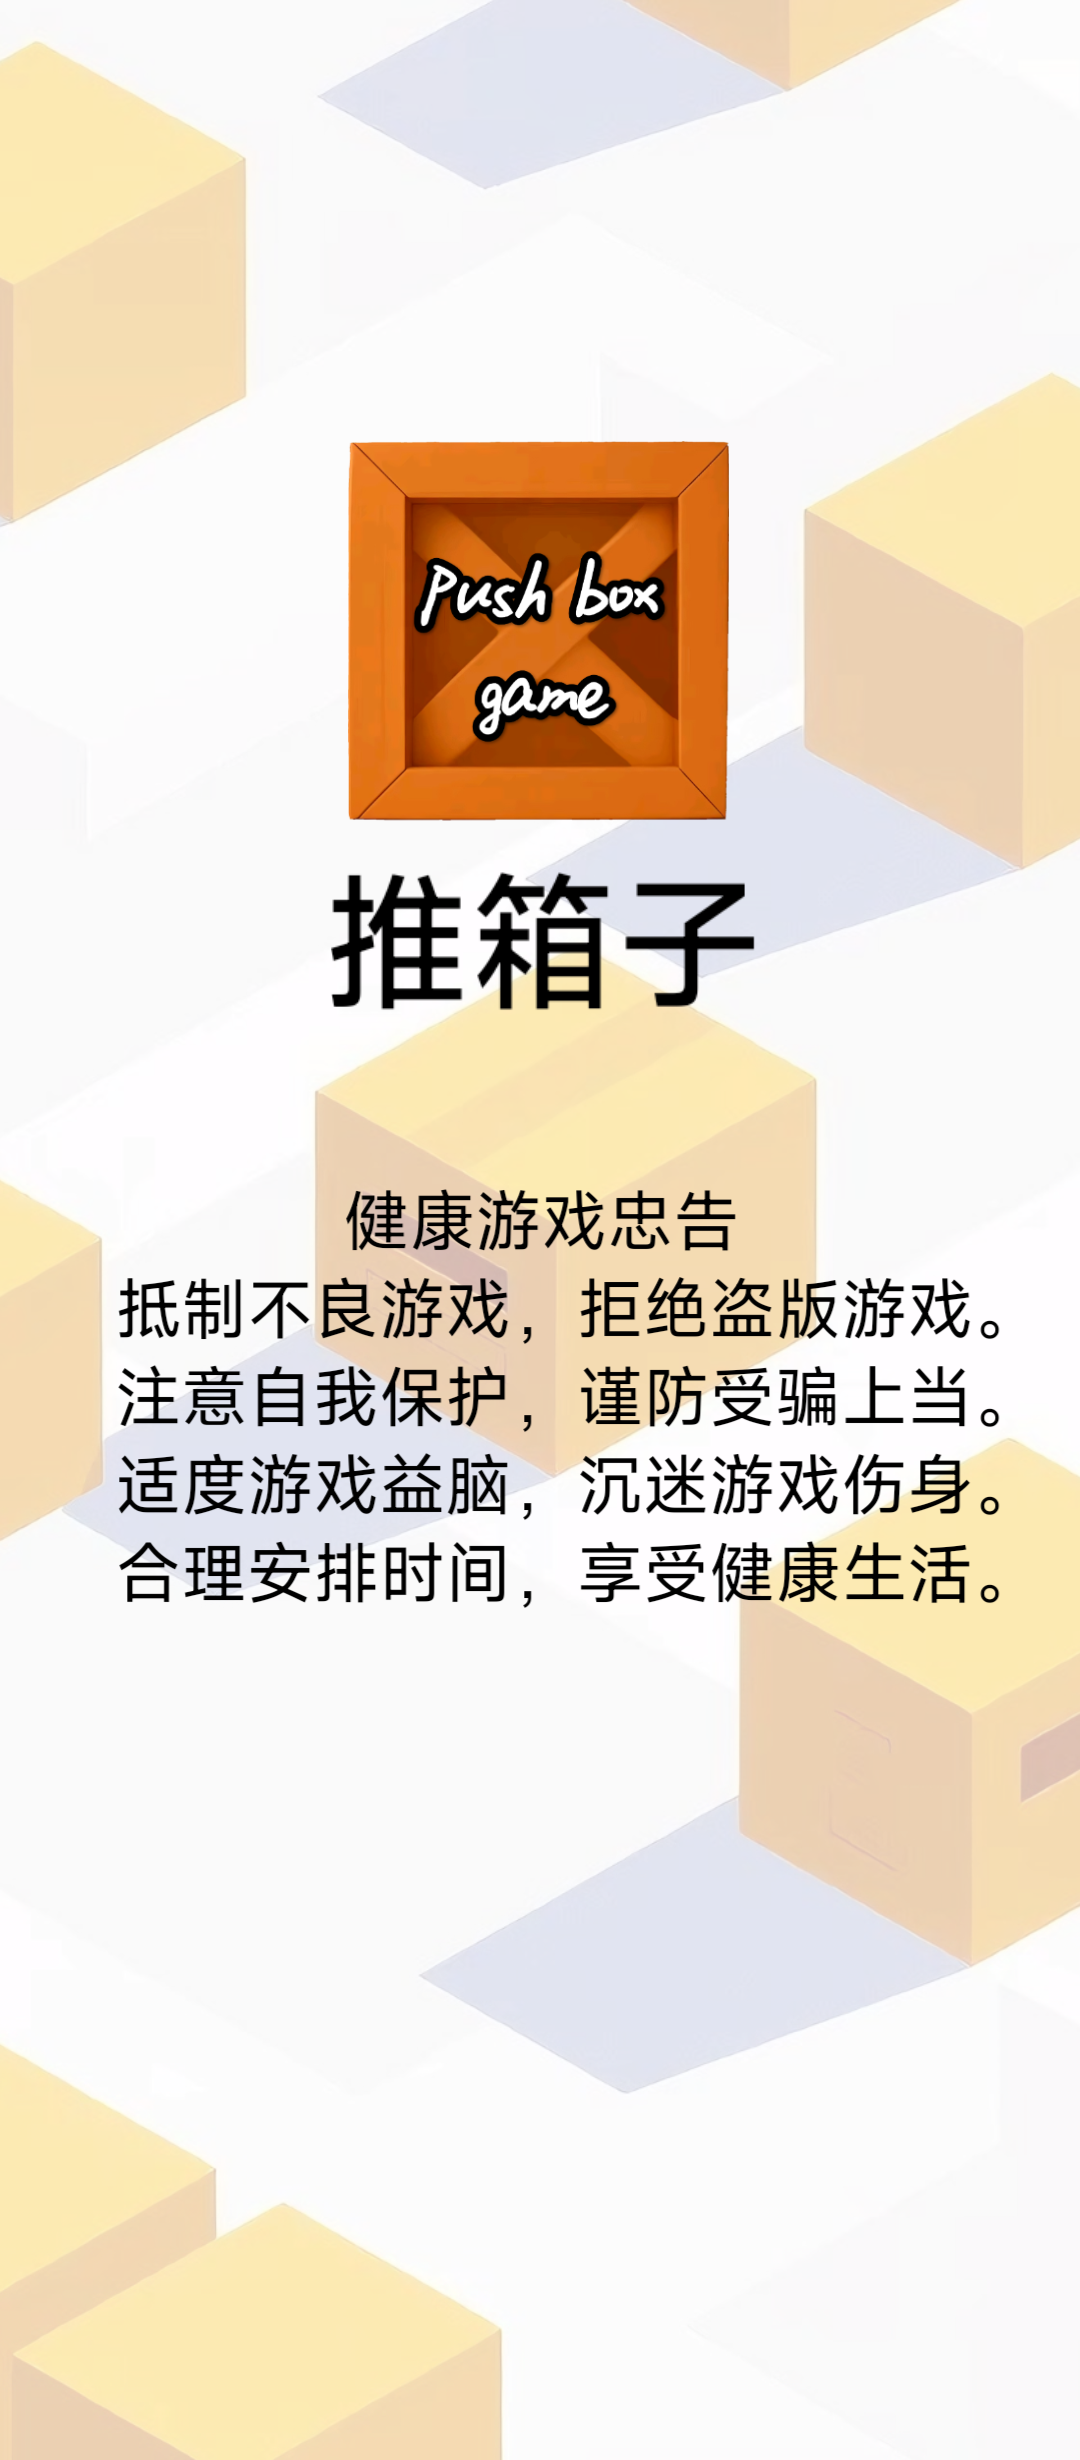 Push box
game
推箱子
健康游戏忠告
抵制不良游戏，拒绝盗版游戏。
注意自我保护，谨防受骗上当。
适度游戏益脑，沉迷游戏伤身。
合理安排时间，享受健康生活。